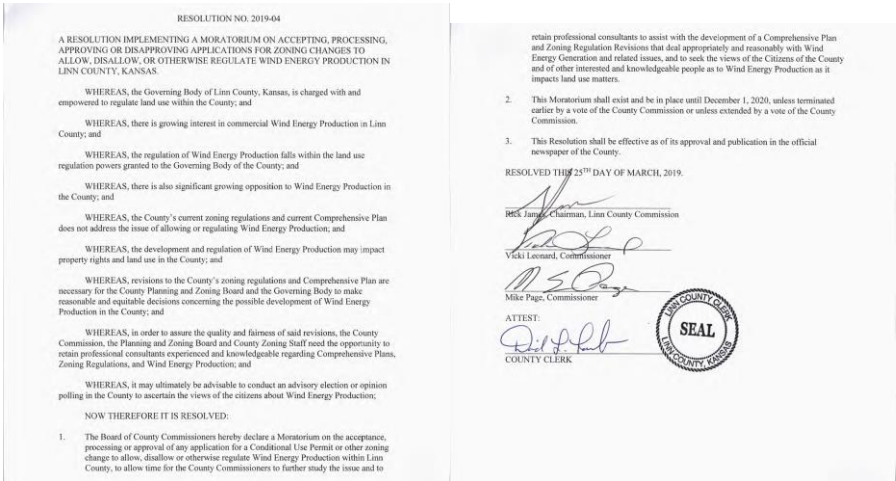 RESOLUTION NO. 2019-04
A RESOLUTION IMPLEMENTING A MORATORIUM ON ACCEPTING, PROCESSING,
APPROVING OR DISAPPROVING APPLICATIONS FOR ZONING CHANGES TO
ALLOW, DISALLOW, OR OTHERWISE REGULATE WIND ENERGY PRODUCTION IN
LINN COUNTY, KANSAS.
WHEREAS, the Governing Body of Linn County, Kansas, is charged with and
empowered to regulate land use within the County; and
WHEREAS, there is growing interest in commercial Wind Energy Production in Linn
County; and
WHEREAS, the regulation of Wind Energy Production falls within the land use
regulation powers granted to the Governing Body of the County; and
WHEREAS, there is also significant growing opposition to Wind Energy Production in
the County; and
WHEREAS, the County's current zoning regulations and current Comprehensive Plan
does not address the issue of allowing or regulating Wind Energy Production; and
WHEREAS, the development and regulation of Wind Energy Production may impact
property rights and land use in the County; and
WHEREAS, revisions to the County's zoning regulations and Comprehensive Plan are
necessary for the County Planning and Zoning Board and the Governing Body to make
reasonable and equitable decisions concerning the possible development of Wind Energy
Production in the County; and
WHEREAS, in order to assure the quality and fairness of said revisions, the County
Commission, the Planning and Zoning Board and County Zoning Staff need the opportunity to
retain professional consultants experienced and knowledgeable regarding Comprehensive Plans,
Zoning Regulations, and Wind Energy Production; and
WHEREAS, it may ultimately be advisable to conduct an advisory election or opinion
polling in the County to ascertain the views of the citizens about Wind Energy Production;
NOW THEREFORE IT IS RESOLVED:
1. The Board of County Commissioners hereby declare a Moratorium on the acceptance,
processing or approval of any application for a Conditional Use Permit or other zoning
change to allow, disallow or otherwise regulate Wind Energy Production within Linn
County, to allow time for the County Commissioners to further study the issue and to
retain professional consultants to assist with the development of a Comprehensive Plan
and Zoning Regulation Revisions that deal appropriately and reasonably with Wind
Energy Generation and related issues, and to seek the views of the Citizens of the County
and of other interested and knowledgeable people as to Wind Energy Production as it
impacts land use matters.
2. This Moratorium shall exist and be in place until December 1, 2020, unless terminated
earlier by a vote of the County Commission or unless extended by a vote of the County
Commission.
3. This Resolution shall be effective as of its approval and publication in the official
newspaper of the County.
RESOLVED THIS 25TH DAY OF MARCH, 2019.
Rick James, Chairman, Linn County Commission
Vicki Leonard, Commissioner
Mike Page, Commissioner
ATTEST:
COUNTY CLERK
LINN COUNTY CLERK
SEAL
LINN COUNTY, KANSAS